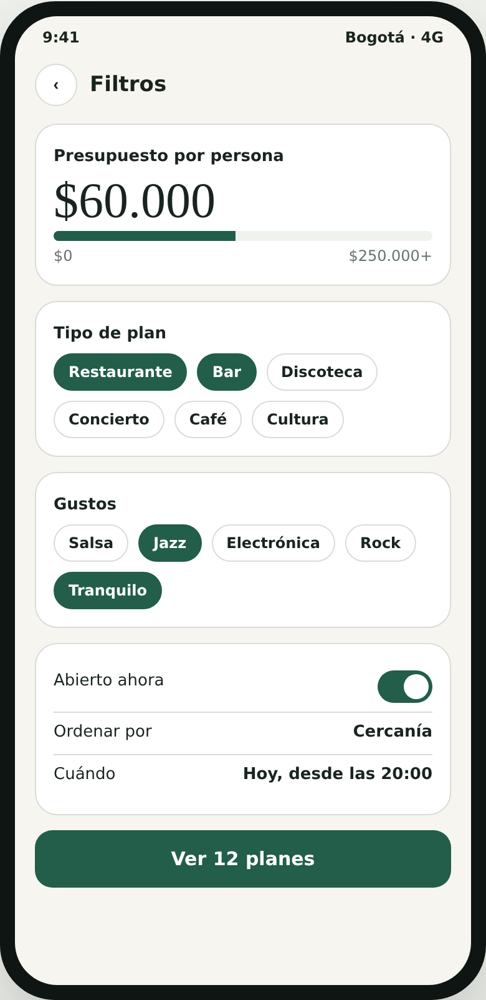 9:41 Bogotá · 4G
‹ Filtros
Presupuesto por persona
$60.000
$0 $250.000+
Tipo de plan
Restaurante Bar Discoteca
Concierto Café Cultura
Gustos
Salsa Jazz Electrónica Rock
Tranquilo
Abierto ahora
Ordenar por Cercanía
Cuándo Hoy, desde las 20:00
Ver 12 planes